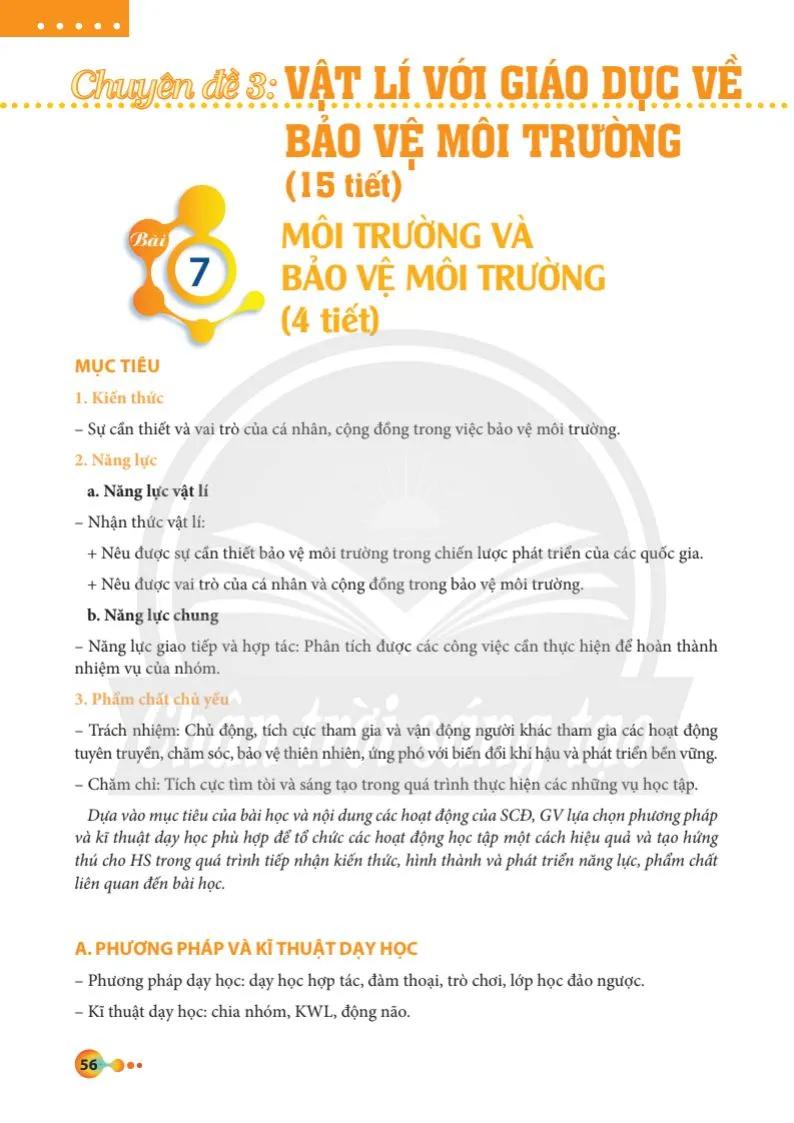 Chuyên đề 3: VẬT LÍ VỚI GIÁO DỤC VỀ
BẢO VỆ MÔI TRƯỜNG
(15 tiết)
Bài
7
MÔI TRƯỜNG VÀ
BẢO VỆ MÔI TRƯỜNG
(4 tiết)
MỤC TIÊU
1. Kiến thức
– Sự cần thiết và vai trò của cá nhân, cộng đồng trong việc bảo vệ môi trường.
2. Năng lực
a. Năng lực vật lí
– Nhận thức vật lí:
+ Nêu được sự cần thiết bảo vệ môi trường trong chiến lược phát triển của các quốc gia.
+ Nêu được vai trò của cá nhân và cộng đồng trong bảo vệ môi trường.
b. Năng lực chung
– Năng lực giao tiếp và hợp tác: Phân tích được các công việc cần thực hiện để hoàn thành
nhiệm vụ của nhóm.
3. Phẩm chất chủ yếu
– Trách nhiệm: Chủ động, tích cực tham gia và vận động người khác tham gia các hoạt động
tuyên truyền, chăm sóc, bảo vệ thiên nhiên, ứng phó với biến đổi khí hậu và phát triển bền vững.
– Chăm chỉ: Tích cực tìm tòi và sáng tạo trong quá trình thực hiện các những vụ học tập.
Dựa vào mục tiêu của bài học và nội dung các hoạt động của SCĐ, GV lựa chọn phương pháp
và kĩ thuật dạy học phù hợp để tổ chức các hoạt động học tập một cách hiệu quả và tạo hứng
thú cho HS trong quá trình tiếp nhận kiến thức, hình thành và phát triển năng lực, phẩm chất
liên quan đến bài học.
A. PHƯƠNG PHÁP VÀ KĨ THUẬT DẠY HỌC
– Phương pháp dạy học: dạy học hợp tác, đàm thoại, trò chơi, lớp học đảo ngược.
– Kĩ thuật dạy học: chia nhóm, KWL, động não.
56
Chân trời sáng tạo